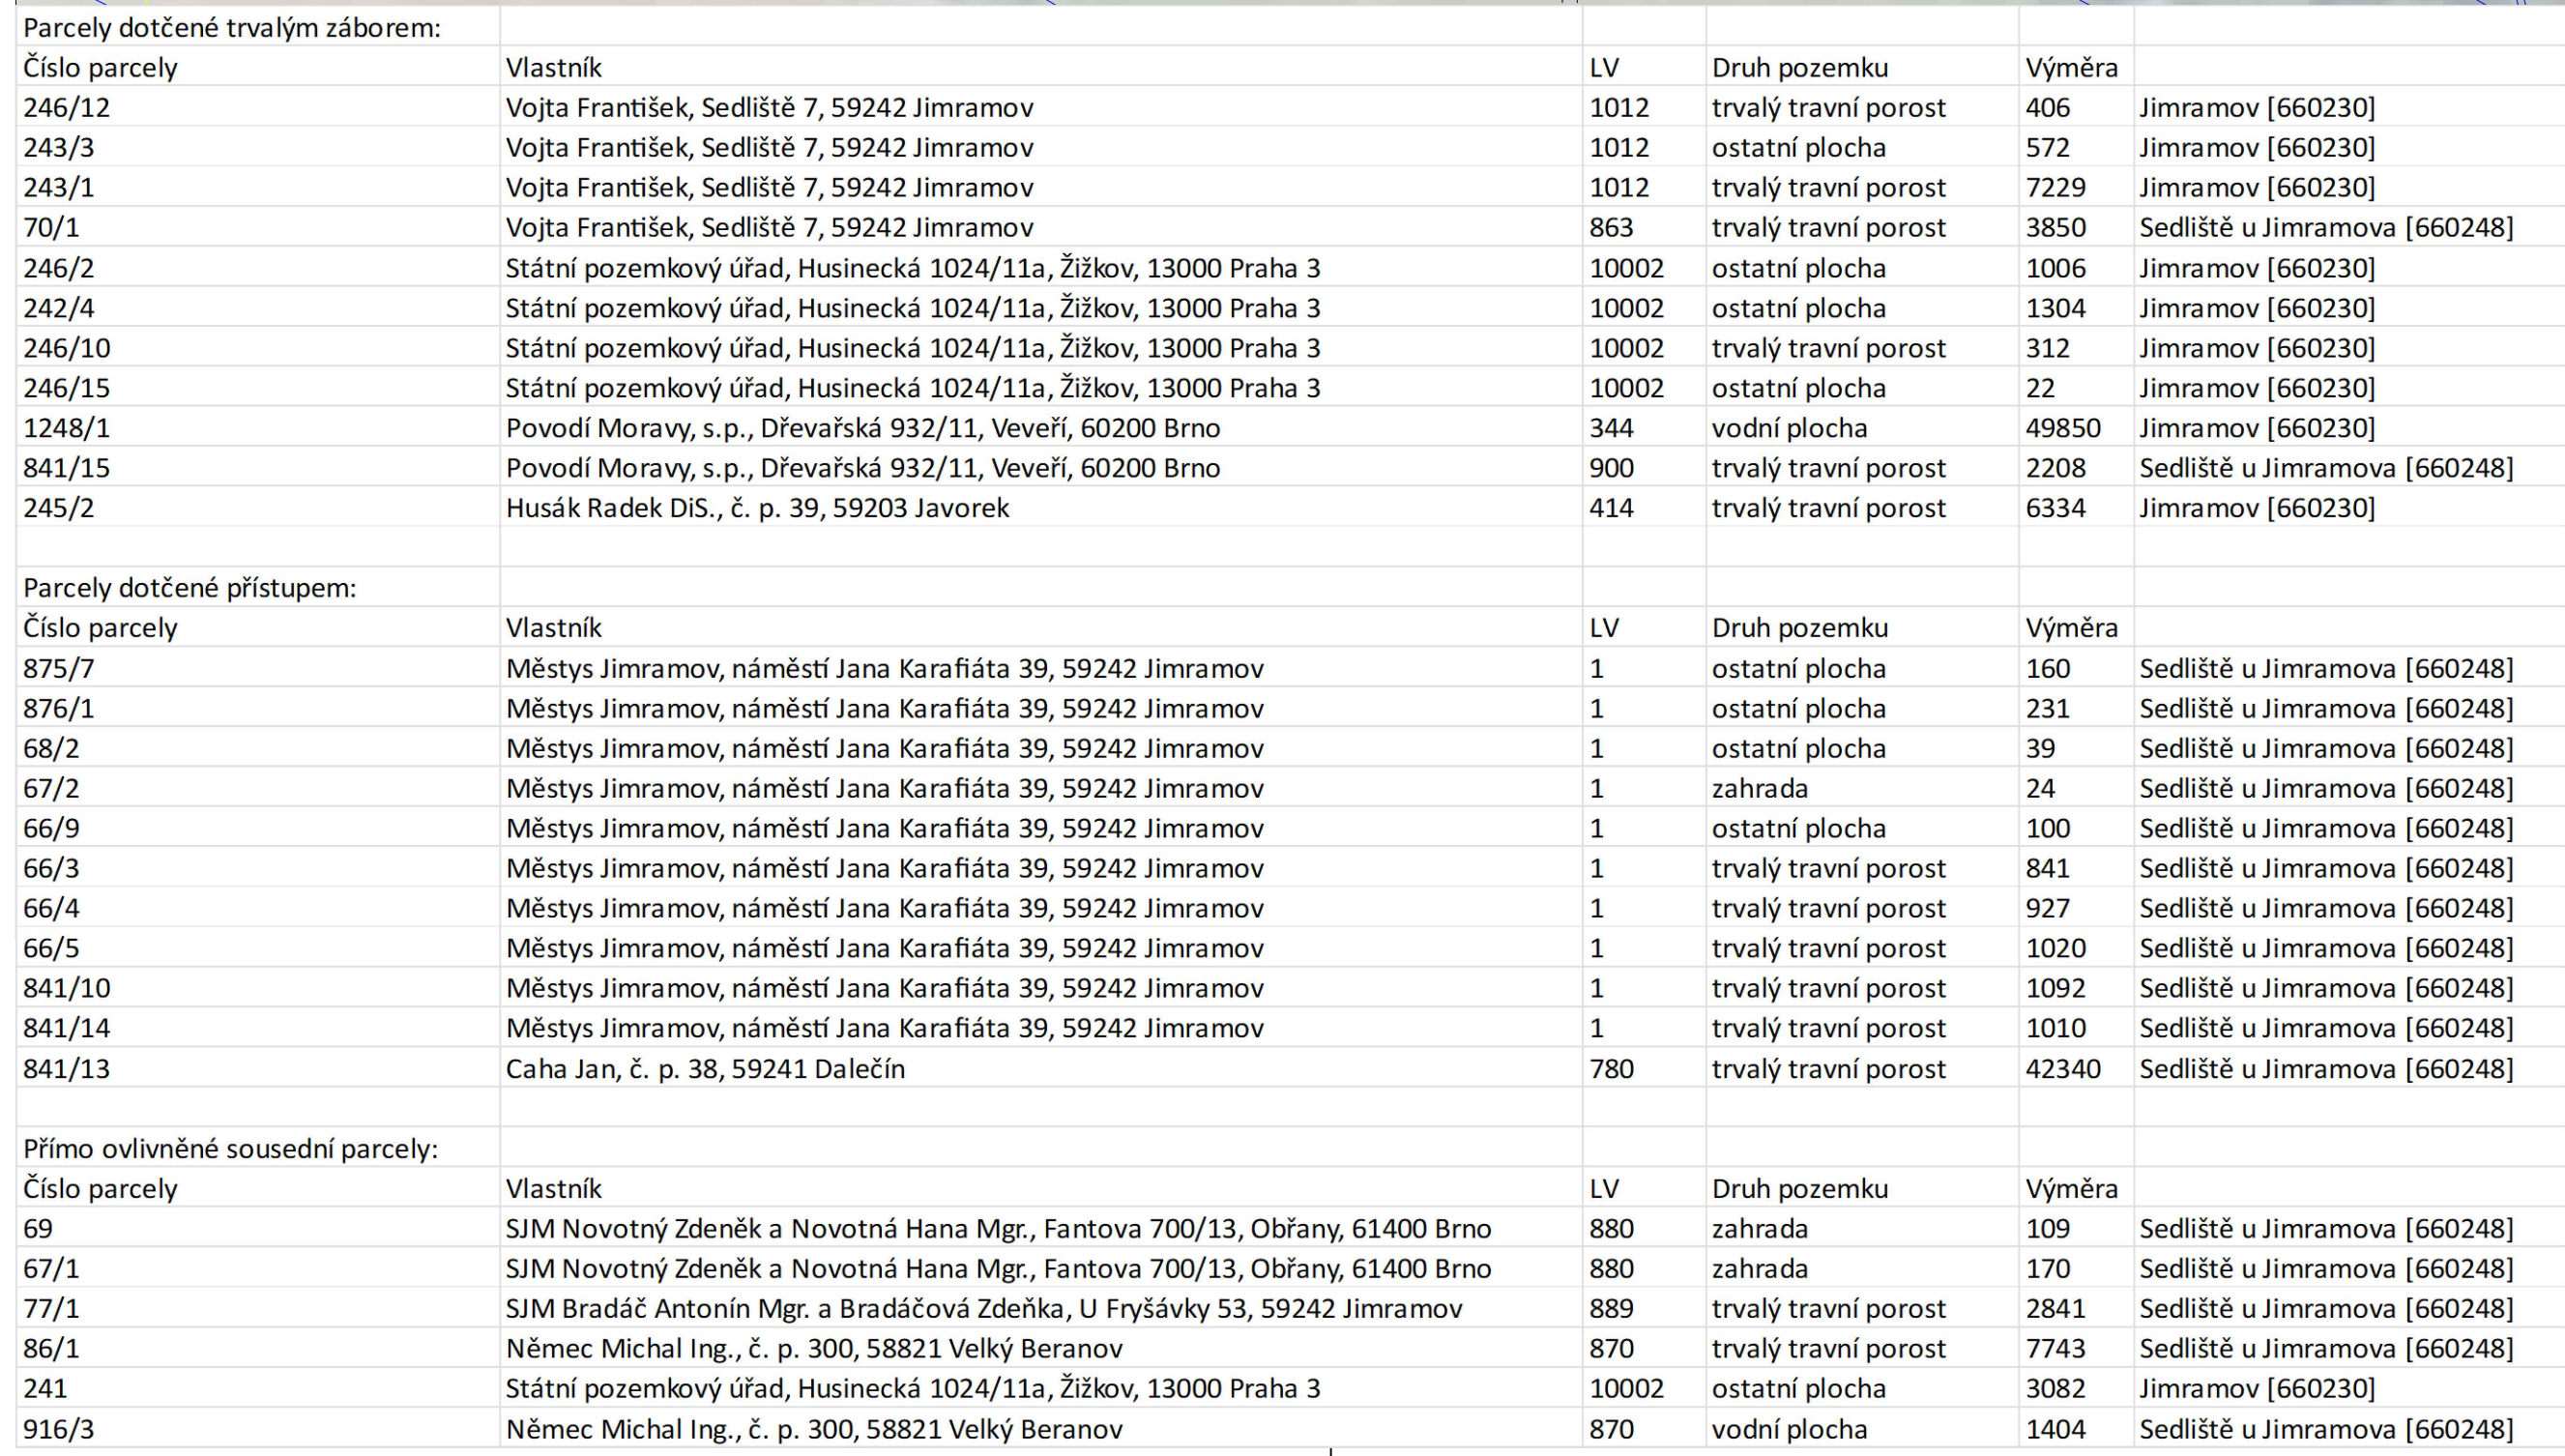 Parcely dotčené trvalým záborem:
Číslo parcely Vlastník LV Druh pozemku Výměra
246/12 Vojta František, Sedliště 7, 59242 Jimramov 1012 trvalý travní porost 406 Jimramov [660230]
243/3 Vojta František, Sedliště 7, 59242 Jimramov 1012 ostatní plocha 572 Jimramov [660230]
243/1 Vojta František, Sedliště 7, 59242 Jimramov 1012 trvalý travní porost 7229 Jimramov [660230]
70/1 Vojta František, Sedliště 7, 59242 Jimramov 863 trvalý travní porost 3850 Sedliště u Jimramova [660248]
246/2 Státní pozemkový úřad, Husinecká 1024/11a, Žižkov, 13000 Praha 3 10002 ostatní plocha 1006 Jimramov [660230]
242/4 Státní pozemkový úřad, Husinecká 1024/11a, Žižkov, 13000 Praha 3 10002 ostatní plocha 1304 Jimramov [660230]
246/10 Státní pozemkový úřad, Husinecká 1024/11a, Žižkov, 13000 Praha 3 10002 trvalý travní porost 312 Jimramov [660230]
246/15 Státní pozemkový úřad, Husinecká 1024/11a, Žižkov, 13000 Praha 3 10002 ostatní plocha 22 Jimramov [660230]
1248/1 Povodí Moravy, s.p., Dřevařská 932/11, Veveří, 60200 Brno 344 vodní plocha 49850 Jimramov [660230]
841/15 Povodí Moravy, s.p., Dřevařská 932/11, Veveří, 60200 Brno 900 trvalý travní porost 2208 Sedliště u Jimramova [660248]
245/2 Husák Radek DiS., č. p. 39, 59203 Javorek 414 trvalý travní porost 6334 Jimramov [660230]
Parcely dotčené přístupem:
Číslo parcely Vlastník LV Druh pozemku Výměra
875/7 Městys Jimramov, náměstí Jana Karafiáta 39, 59242 Jimramov 1 ostatní plocha 160 Sedliště u Jimramova [660248]
876/1 Městys Jimramov, náměstí Jana Karafiáta 39, 59242 Jimramov 1 ostatní plocha 231 Sedliště u Jimramova [660248]
68/2 Městys Jimramov, náměstí Jana Karafiáta 39, 59242 Jimramov 1 ostatní plocha 39 Sedliště u Jimramova [660248]
67/2 Městys Jimramov, náměstí Jana Karafiáta 39, 59242 Jimramov 1 zahrada 24 Sedliště u Jimramova [660248]
66/9 Městys Jimramov, náměstí Jana Karafiáta 39, 59242 Jimramov 1 ostatní plocha 100 Sedliště u Jimramova [660248]
66/3 Městys Jimramov, náměstí Jana Karafiáta 39, 59242 Jimramov 1 trvalý travní porost 841 Sedliště u Jimramova [660248]
66/4 Městys Jimramov, náměstí Jana Karafiáta 39, 59242 Jimramov 1 trvalý travní porost 927 Sedliště u Jimramova [660248]
66/5 Městys Jimramov, náměstí Jana Karafiáta 39, 59242 Jimramov 1 trvalý travní porost 1020 Sedliště u Jimramova [660248]
841/10 Městys Jimramov, náměstí Jana Karafiáta 39, 59242 Jimramov 1 trvalý travní porost 1092 Sedliště u Jimramova [660248]
841/14 Městys Jimramov, náměstí Jana Karafiáta 39, 59242 Jimramov 1 trvalý travní porost 1010 Sedliště u Jimramova [660248]
841/13 Caha Jan, č. p. 38, 59241 Dalečín 780 trvalý travní porost 42340 Sedliště u Jimramova [660248]
Přímo ovlivněné sousední parcely:
Číslo parcely Vlastník LV Druh pozemku Výměra
69 SJM Novotný Zdeněk a Novotná Hana Mgr., Fantova 700/13, Obřany, 61400 Brno 880 zahrada 109 Sedliště u Jimramova [660248]
67/1 SJM Novotný Zdeněk a Novotná Hana Mgr., Fantova 700/13, Obřany, 61400 Brno 880 zahrada 170 Sedliště u Jimramova [660248]
77/1 SJM Bradáč Antonín Mgr. a Bradáčová Zdeňka, U Fryšávky 53, 59242 Jimramov 889 trvalý travní porost 2841 Sedliště u Jimramova [660248]
86/1 Němec Michal Ing., č. p. 300, 58821 Velký Beranov 870 trvalý travní porost 7743 Sedliště u Jimramova [660248]
241 Státní pozemkový úřad, Husinecká 1024/11a, Žižkov, 13000 Praha 3 10002 ostatní plocha 3082 Jimramov [660230]
916/3 Němec Michal Ing., č. p. 300, 58821 Velký Beranov 870 vodní plocha 1404 Sedliště u Jimramova [660248]